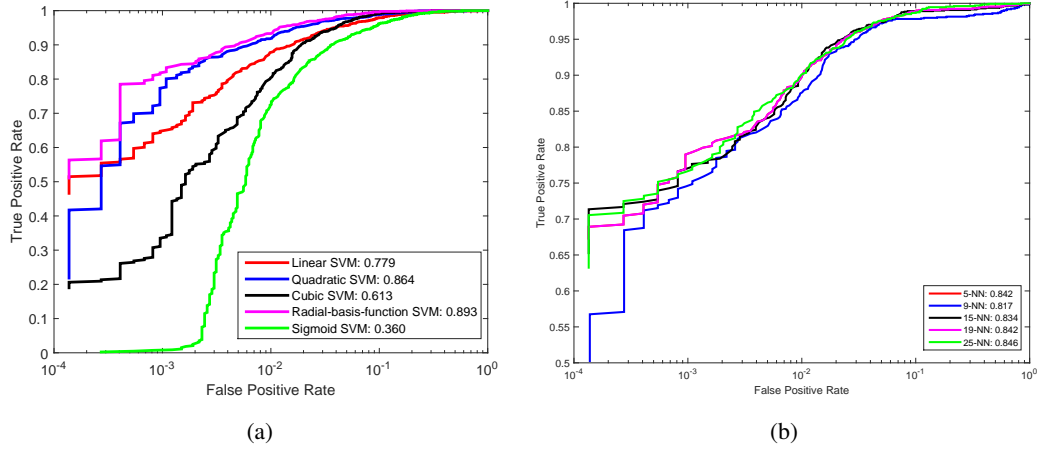 1
0.9
0.8
0.7
0.6
0.5
0.4
0.3
0.2
0.1
0
True Positive Rate
Linear SVM: 0.779
Quadratic SVM: 0.864
Cubic SVM: 0.613
Radial-basis-function SVM: 0.893
Sigmoid SVM: 0.360
10^-4
10^-3
10^-2
10^-1
10^0
False Positive Rate
(a)
1
0.95
0.9
0.85
0.8
0.75
0.7
0.65
0.6
0.55
0.5
True Positive Rate
5-NN: 0.842
9-NN: 0.817
15-NN: 0.834
19-NN: 0.842
25-NN: 0.846
10^-4
10^-3
10^-2
10^-1
10^0
False Positive Rate
(b)